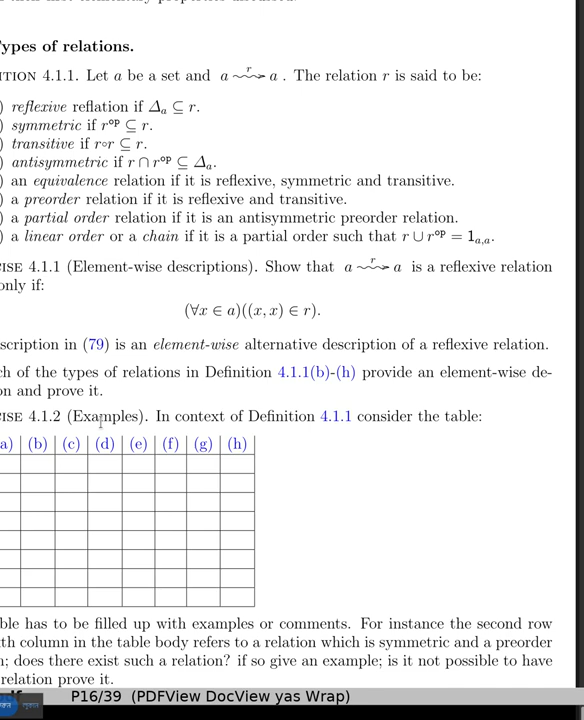 ypes of relations.
ITION 4.1.1. Let a be a set and a r a . The relation r is said to be:
) reflexive reflation if Δₐ ⊆ r.
) symmetric if rᵒᵖ ⊆ r.
) transitive if r∘r ⊆ r.
) antisymmetric if r ∩ rᵒᵖ ⊆ Δₐ.
) an equivalence relation if it is reflexive, symmetric and transitive.
) a preorder relation if it is reflexive and transitive.
) a partial order relation if it is an antisymmetric preorder relation.
) a linear order or a chain if it is a partial order such that r ∪ rᵒᵖ = 1ₐ,ₐ.
ISE 4.1.1 (Element-wise descriptions). Show that a r a is a reflexive relation
only if:
(∀x ∈ a)((x, x) ∈ r).
scription in (79) is an element-wise alternative description of a reflexive relation.
ch of the types of relations in Definition 4.1.1(b)-(h) provide an element-wise de-
on and prove it.
ISE 4.1.2 (Examples). In context of Definition 4.1.1 consider the table:
a) (b) (c) (d) (e) (f) (g) (h)
ble has to be filled up with examples or comments. For instance the second row
th column in the table body refers to a relation which is symmetric and a preorder
n; does there exist such a relation? if so give an example; is it not possible to have
relation prove it.
P16/39 (PDFView DocView yas Wrap)